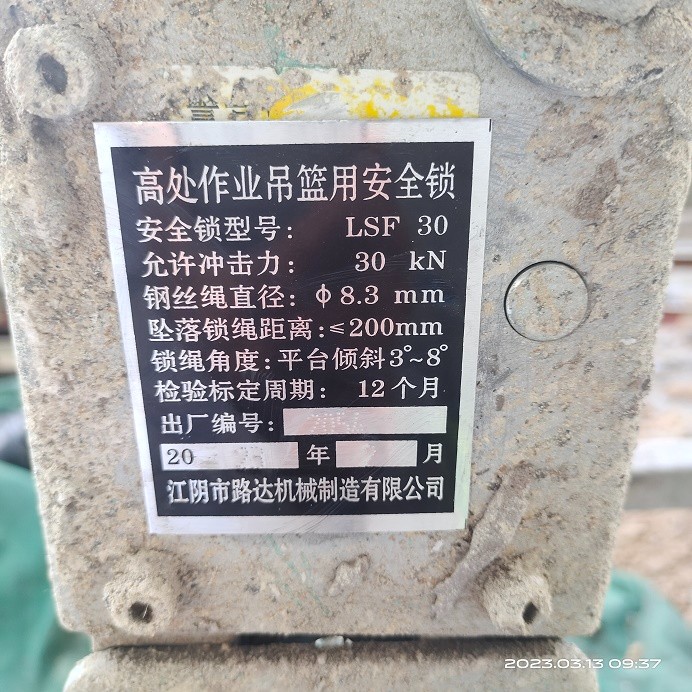 高处作业吊篮用安全锁
安全锁型号: LSF 30
允许冲击力: 30 kN
钢丝绳直径: ϕ8.3 mm
坠落锁绳距离:≤200mm
锁绳角度:平台倾斜3°~8°
检验标定周期: 12个月
出厂编号:
20 年 月
江阴市路达机械制造有限公司
2023.03.13 09:37